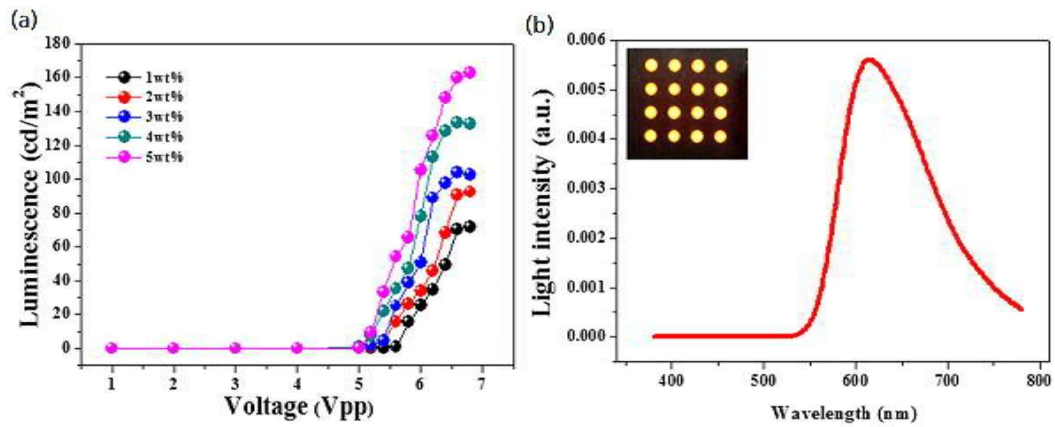 (a)
180
160
140
120
100
80
60
40
20
0
Luminescence (cd/m²)
1wt%
2wt%
3wt%
4wt%
5wt%
1 2 3 4 5 6 7
Voltage (Vpp)
(b)
0.006
0.005
0.004
0.003
0.002
0.001
0.000
Light intensity (a.u.)
400 500 600 700 800
Wavelength (nm)